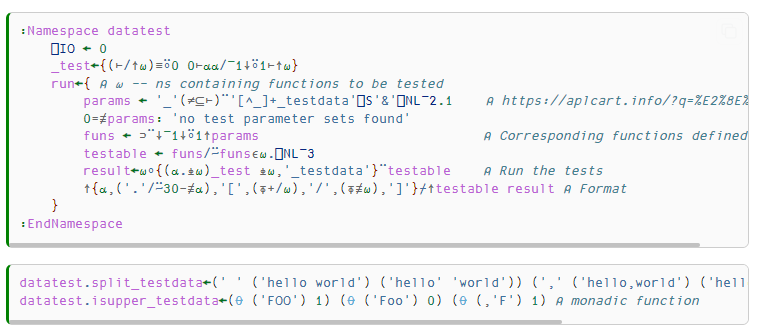 :Namespace datatest
⎕IO ← 0
_test←{(⊢/↑⍵)≡⍥0 0⊢⍺⍺/¯1↓⍤1⊢↑⍵}
run←{ ⍝ ⍵ -- ns containing functions to be tested
params ← '_'(≠⊆⊢)¨'[^_]+_testdata'⎕S'&'⎕NL¯2.1 ⍝ https://aplcart.info/?q=%E2%8E%
0=≢params: 'no test parameter sets found'
funs ← ⊃¨↓¯1↓⍤1↑params ⍝ Corresponding functions defined
testable ← funs/⍨funs∊⍵.⎕NL¯3
result←⍵∘{(⍺.⍎⍵)_test ⍎⍵,'_testdata'}¨testable ⍝ Run the tests
↑{⍺,('.'/⍨30-≢⍺),'[',(⍕+/⍵),'/',(⍕≢⍵),']'}⌿↑testable result ⍝ Format
}
:EndNamespace
datatest.split_testdata←(' ' ('hello world') ('hello' 'world')) (',' ('hello,world') ('hell
datatest.isupper_testdata←(⍬ ('FOO') 1) (⍬ ('Foo') 0) (⍬ (,'F') 1) ⍝ monadic function